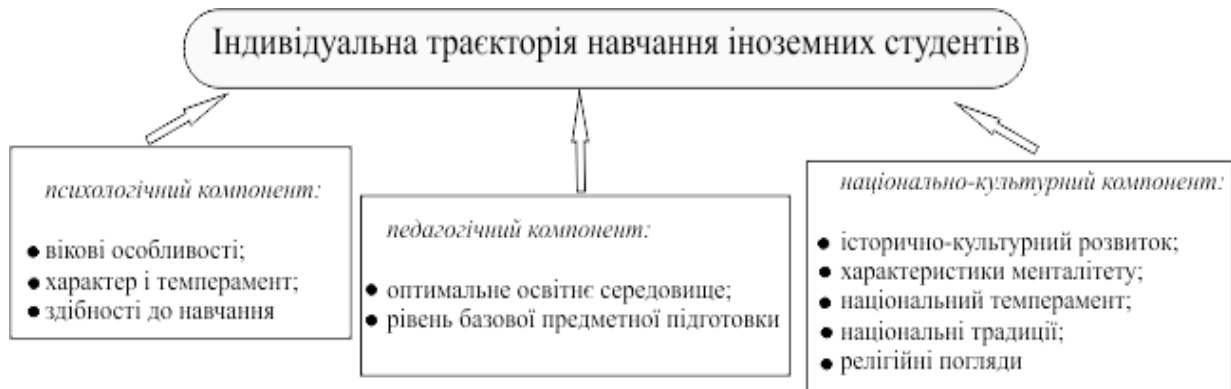 Індивідуальна траєкторія навчання іноземних студентів
психологічний компонент:
● вікові особливості;
● характер і темперамент;
● здібності до навчання
педагогічний компонент:
● оптимальне освітнє середовище;
● рівень базової предметної підготовки
національно-культурний компонент:
● історично-культурний розвиток;
● характеристики менталітету;
● національний темперамент;
● національні традиції;
● релігійні погляди